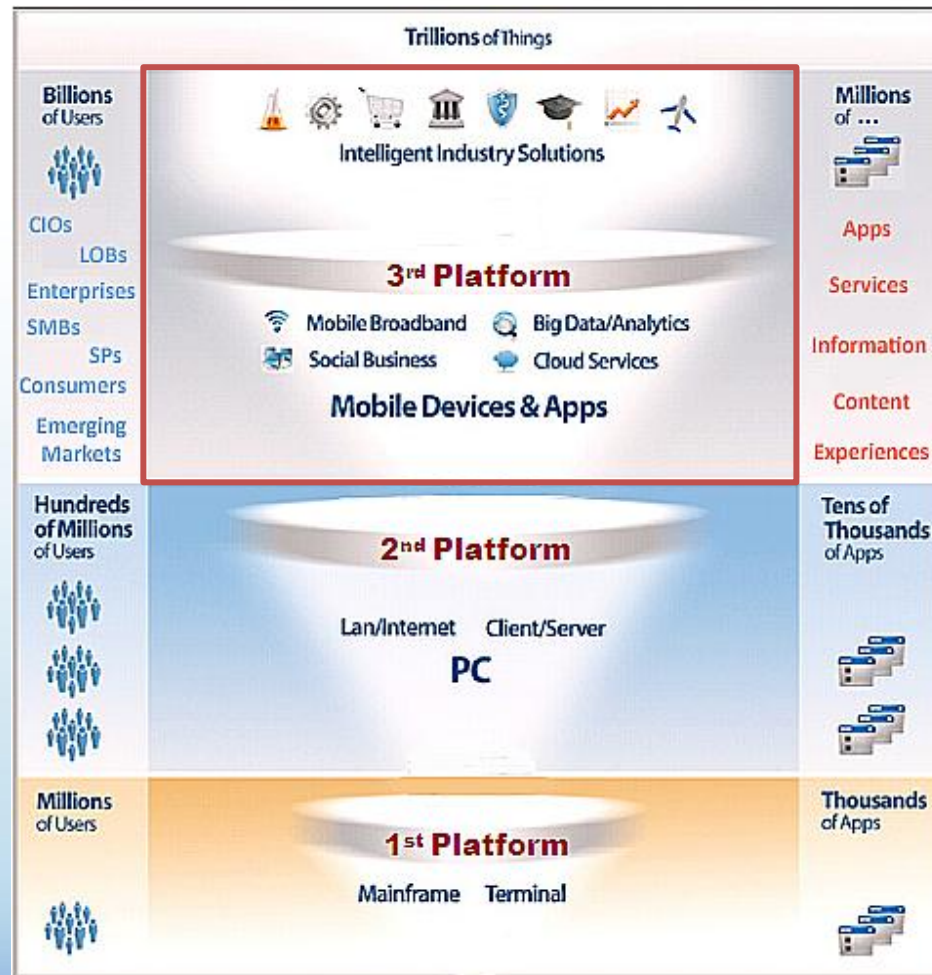 Trillions of Things
Billions
of Users
CIOs
LOBs
Enterprises
SMBs
SPs
Consumers
Emerging
Markets
Intelligent Industry Solutions
3rd Platform
Mobile Broadband
Big Data/Analytics
Social Business
Cloud Services
Mobile Devices & Apps
Millions
of ...
Apps
Services
Information
Content
Experiences
Hundreds
of Millions
of Users
2nd Platform
Lan/Internet Client/Server
PC
Tens of
Thousands
of Apps
Millions
of Users
1st Platform
Mainframe Terminal
Thousands
of Apps